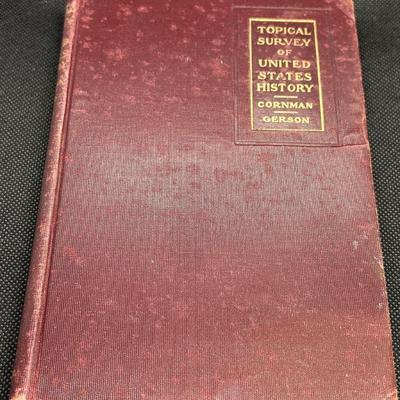 TOPICAL
SURVEY
OF
UNITED
STATES
HISTORY
CORNMAN
GERSON